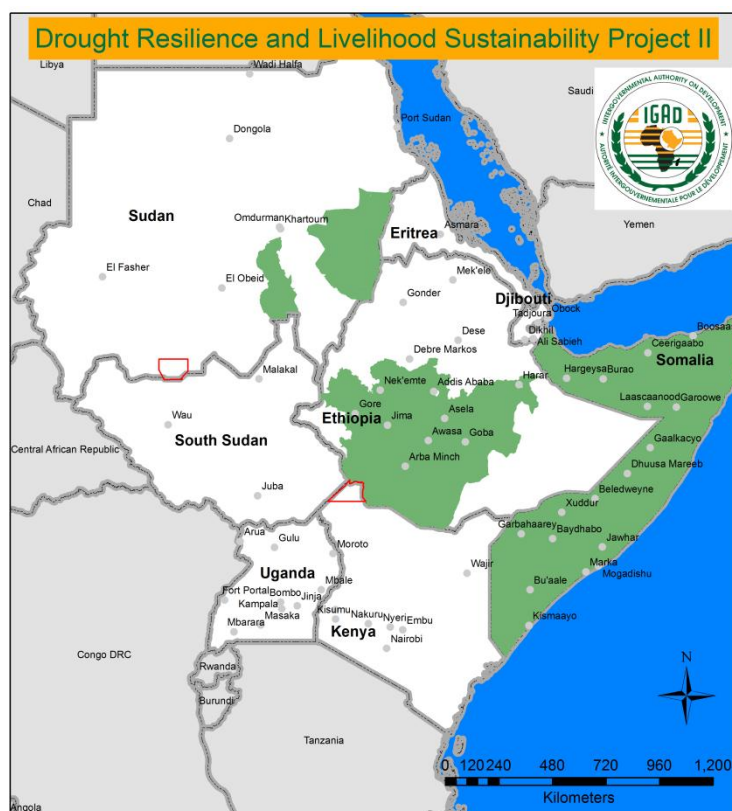 Drought Resilience and Livelihood Sustainability Project II
Libya
Wadi Halfa
Saudi
INTERGOVERNMENTAL AUTHORITY ON DEVELOPMENT
IGAD
AUTORITÉ INTERGOUVERNEMENTALE POUR LE DÉVELOPPEMENT
Port Sudan
Dongola
Chad
Sudan
Omdurman
Khartoum
Eritrea
Asmara
Yemen
El Fasher
El Obeid
Mek'ele
Gonder
Djibouti
Obock
Tadjoura
Dikhil
Ali Sabieh
Dese
Debre Markos
Boosaas
Ceerigaabo
Somalia
Malakal
Nek'emte
Addis Ababa
Harar
Hargeysa
Burao
Gore
Ethiopia
Jima
Asela
Laascaanood
Garoowe
Wau
South Sudan
Awasa
Goba
Gaalkacyo
Central African Republic
Arba Minch
Dhuusa Mareeb
Juba
Beledweyne
Xuddur
Garbahaarey
Baydhabo
Jawhar
Arua
Gulu
Moroto
Wajir
Marka
Mogadishu
Uganda
Mbale
Bu'aale
Fort Portal
Bombo
Kampala
Jinja
Masaka
Kisumu
Nakuru
Nyeri
Embu
Kismaayo
Mbarara
Kenya
Nairobi
Congo DRC
Rwanda
Burundi
N
Tanzania
0 120 240 480 720 960 1,200
Kilometers
Angola